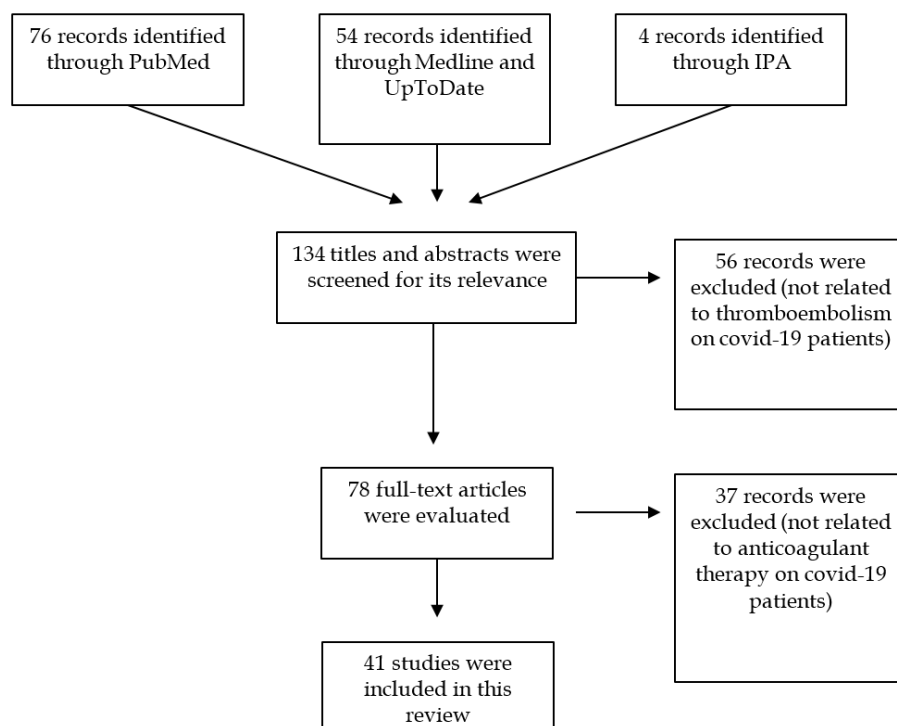 76 records identified
through PubMed
54 records identified
through Medline and
UpToDate
4 records identified
through IPA
134 titles and abstracts were
screened for its relevance
56 records were
excluded (not related
to thromboembolism
on covid-19 patients)
78 full-text articles
were evaluated
37 records were
excluded (not related
to anticoagulant
therapy on covid-19
patients)
41 studies were
included in this
review